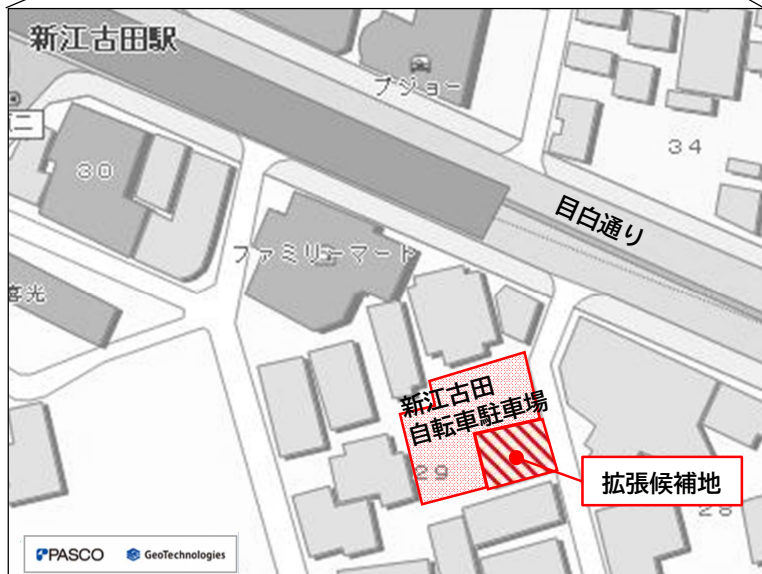 新江古田駅
プジョー
34
30
目白通り
ファミリーマート
喜光
新江古田
自転車駐車場
29
拡張候補地
28
PASCO
GeoTechnologies